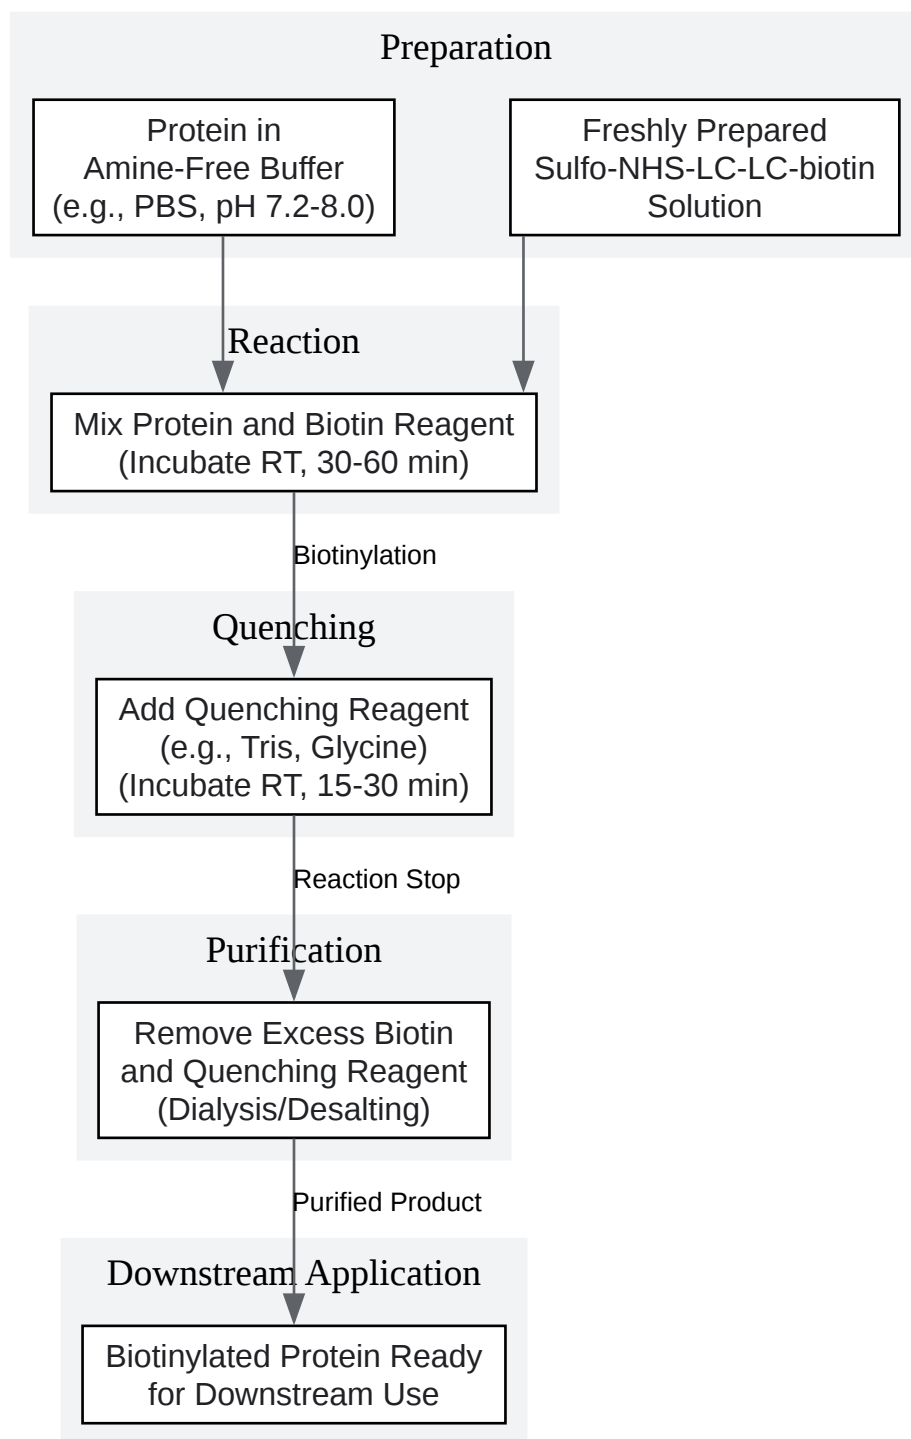 Preparation
Protein in
Amine-Free Buffer
(e.g., PBS, pH 7.2-8.0)
Freshly Prepared
Sulfo-NHS-LC-LC-biotin
Solution
Reaction
Mix Protein and Biotin Reagent
(Incubate RT, 30-60 min)
Biotinylation
Quenching
Add Quenching Reagent
(e.g., Tris, Glycine)
(Incubate RT, 15-30 min)
Reaction Stop
Purification
Remove Excess Biotin
and Quenching Reagent
(Dialysis/Desalting)
Purified Product
Downstream Application
Biotinylated Protein Ready
for Downstream Use